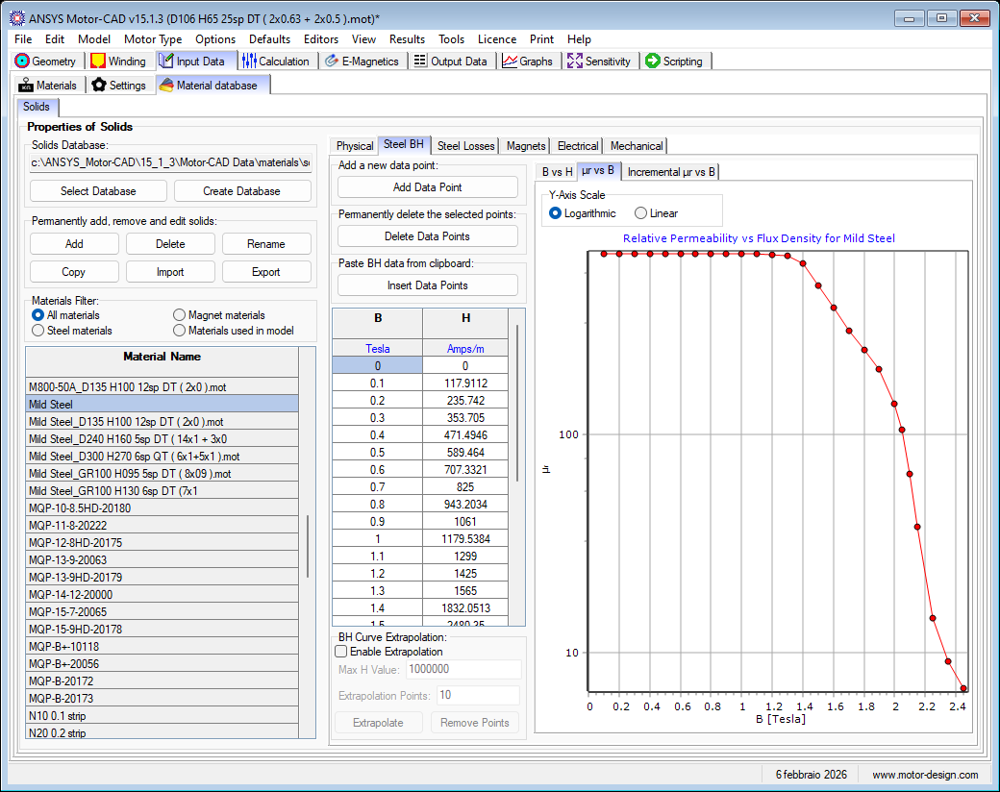 ANSYS Motor-CAD v15.1.3 (D106 H65 25sp DT ( 2x0.63 + 2x0.5 ).mot)*
File Edit Model Motor Type Options Defaults Editors View Results Tools Licence Print Help
Geometry Winding Input Data Calculation E-Magnetics Output Data Graphs Sensitivity Scripting
Materials Settings Material database
Solids
Properties of Solids
Solids Database:
c:\ANSYS_Motor-CAD\15_1_3\Motor-CAD Data\materials\s
Select Database Create Database
Permanently add, remove and edit solids:
Add Delete Rename
Copy Import Export
Materials Filter:
All materials Magnet materials
Steel materials Materials used in model
Material Name
M800-50A_D135 H100 12sp DT ( 2x0 ).mot
Mild Steel
Mild Steel_D135 H100 12sp DT ( 2x0 ).mot
Mild Steel_D240 H160 5sp DT ( 14x1 + 3x0
Mild Steel_D300 H270 6sp QT ( 6x1+5x1 ).mot
Mild Steel_GR100 H095 5sp DT ( 8x09 ).mot
Mild Steel_GR100 H130 6sp DT (7x1
MQP-10-8.5HD-20180
MQP-11-8-20222
MQP-12-8HD-20175
MQP-13-9-20063
MQP-13-9HD-20179
MQP-14-12-20000
MQP-15-7-20065
MQP-15-9HD-20178
MQP-B+-10118
MQP-B+-20056
MQP-B-20172
MQP-B-20173
N10 0.1 strip
N20 0.2 strip
Physical Steel BH Steel Losses Magnets Electrical Mechanical
Add a new data point:
Add Data Point
Permanently delete the selected points:
Delete Data Points
Paste BH data from clipboard:
Insert Data Points
B H
Tesla Amps/m
0 0
0.1 117.9112
0.2 235.742
0.3 353.705
0.4 471.4946
0.5 589.464
0.6 707.3321
0.7 825
0.8 943.2034
0.9 1061
1 1179.5384
1.1 1299
1.2 1425
1.3 1565
1.4 1832.0513
1.5 2480.35
BH Curve Extrapolation:
Enable Extrapolation
Max H Value: 1000000
Extrapolation Points: 10
Extrapolate Remove Points
B vs H µr vs B Incremental µr vs B
Y-Axis Scale
Logarithmic Linear
Relative Permeability vs Flux Density for Mild Steel
µr
100
10
0 0.2 0.4 0.6 0.8 1 1.2 1.4 1.6 1.8 2 2.2 2.4
B [Tesla]
6 febbraio 2026 www.motor-design.com